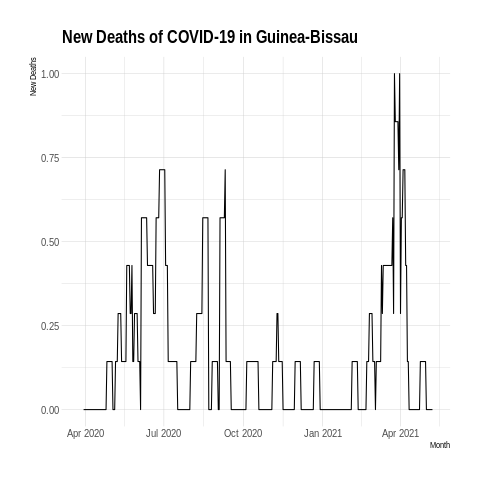 New Deaths of COVID-19 in Guinea-Bissau
New Deaths
1.00
0.75
0.50
0.25
0.00
Apr 2020 Jul 2020 Oct 2020 Jan 2021 Apr 2021
Month